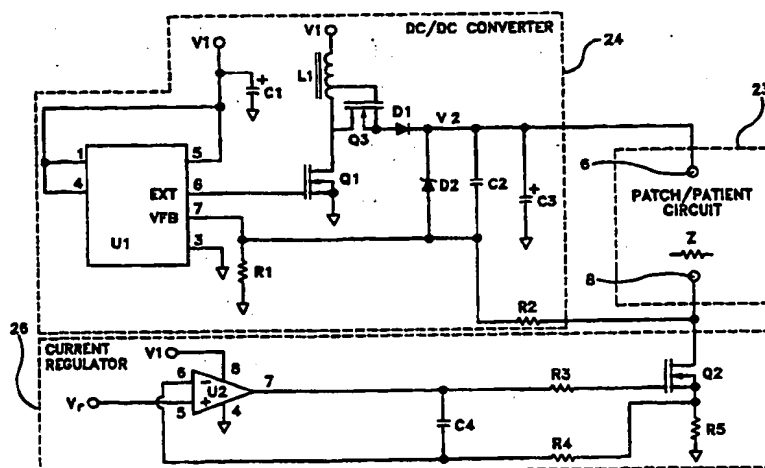 DC/DC CONVERTER
24
V1
V1
L1
+
C1
23
D1
V2
Q3
6
1
5
4
EXT
6
Q1
D2
C2
+
C3
PATCH/PATIENT
CIRCUIT
VFB
7
Z
U1
3
R1
8
R2
26
CURRENT
REGULATOR
V1
8
6
-
U2
7
R3
Q2
Vr
5
+
4
C4
R4
R5